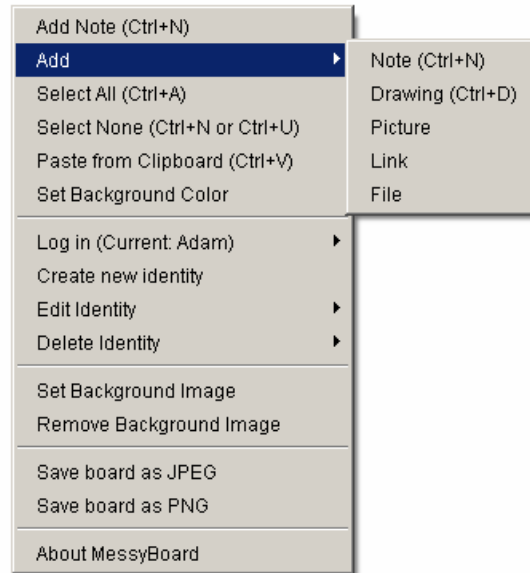 Add Note (Ctrl+N)
Add
Select All (Ctrl+A)
Select None (Ctrl+N or Ctrl+U)
Paste from Clipboard (Ctrl+V)
Set Background Color
Log in (Current: Adam)
Create new identity
Edit Identity
Delete Identity
Set Background Image
Remove Background Image
Save board as JPEG
Save board as PNG
About MessyBoard
Note (Ctrl+N)
Drawing (Ctrl+D)
Picture
Link
File